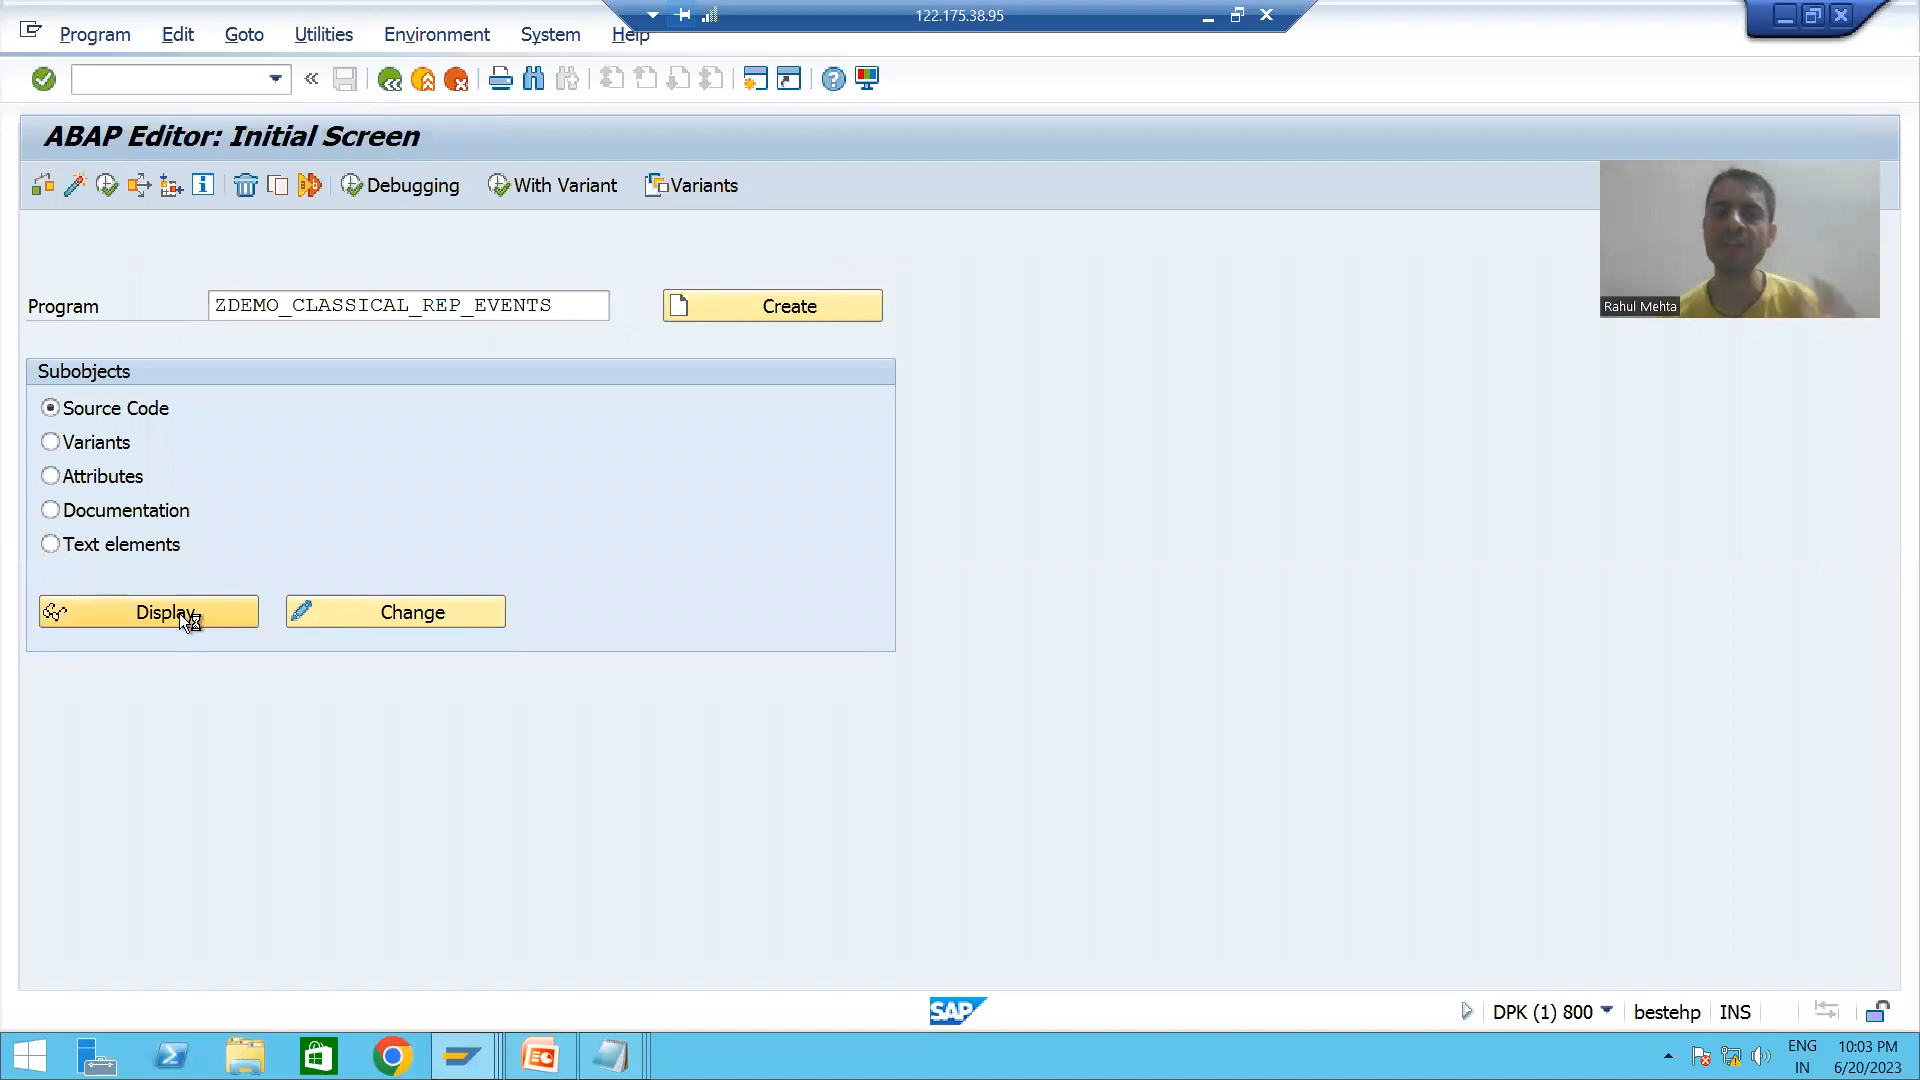 122.175.38.95
Program Edit Goto Utilities Environment System Help
ABAP Editor: Initial Screen
Debugging With Variant Variants
Rahul Mehta
Program ZDEMO_CLASSICAL_REP_EVENTS Create
Subobjects
Source Code
Variants
Attributes
Documentation
Text elements
Display Change
SAP DPK (1) 800 bestehp INS
ENG 10:03 PM
IN 6/20/2023